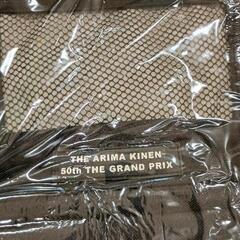 THE ARIMA KINEN
50th THE GRAND PRIX